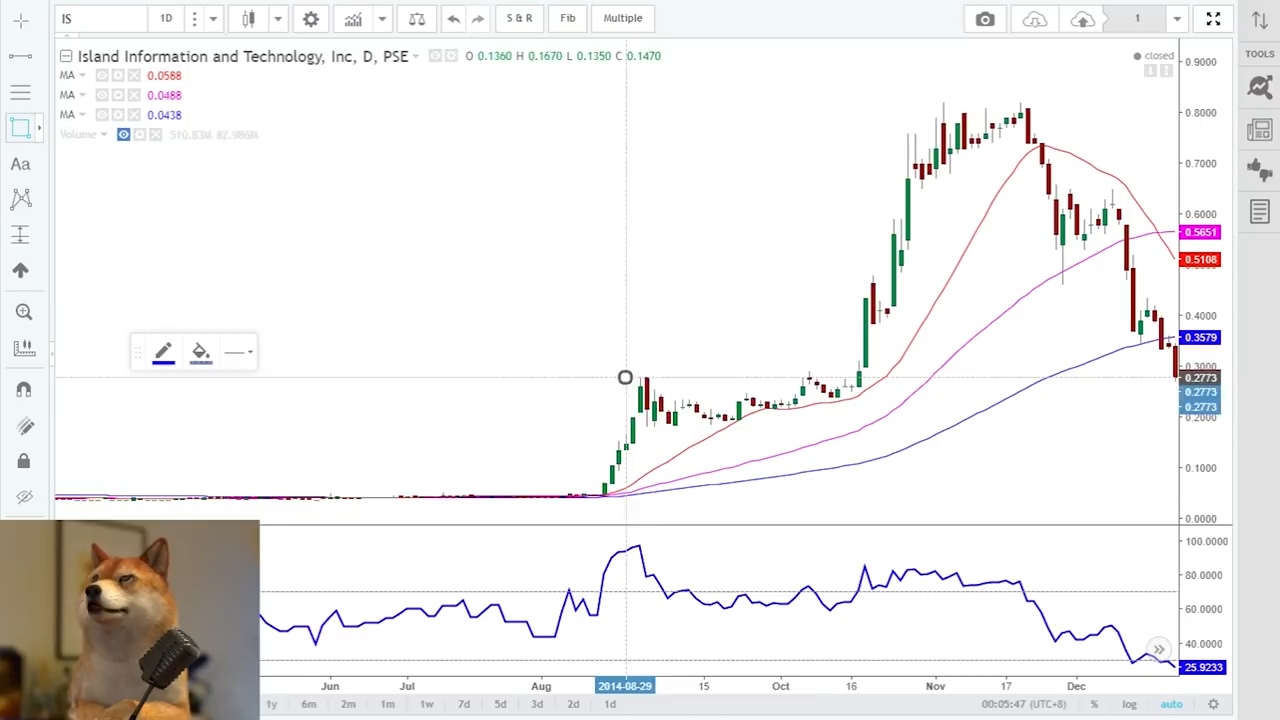 IS 1D S & R Fib Multiple 1
Island Information and Technology, Inc, D, PSE O 0.1360 H 0.1670 L 0.1350 C 0.1470 closed
MA 0.0588
MA 0.0488
MA 0.0438
Volume 510.83M 82.986M
TOOLS
Aa
0.9000
0.8000
0.7000
0.6000
0.5651
0.5108
0.4000
0.3579
0.3000
0.2773
0.2773
0.2773
0.2000
0.1000
0.0000
100.0000
80.0000
60.0000
40.0000
25.9233
Jun Jul Aug 2014-08-29 15 Oct 16 Nov 17 Dec
1y 6m 2m 1m 1w 7d 5d 3d 2d 1d 00:05:47 (UTC+8) % log auto